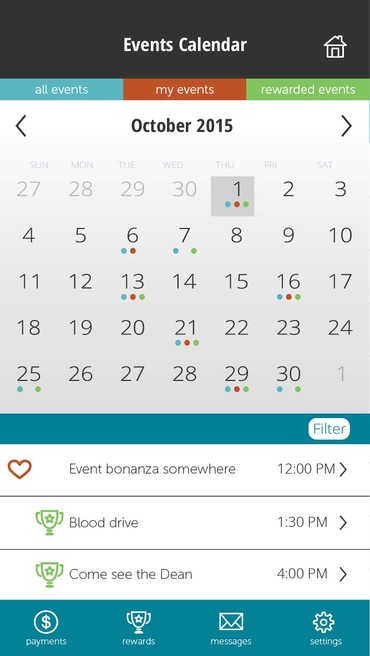 Events Calendar
all events my events rewarded events
October 2015
SUN MON TUE WED THU FRI SAT
27 28 29 30 1 2 3
4 5 6 7 8 9 10
11 12 13 14 15 16 17
18 19 20 21 22 23 24
25 26 27 28 29 30 1
Filter
Event bonanza somewhere 12:00 PM
Blood drive 1:30 PM
Come see the Dean 4:00 PM
payments rewards messages settings